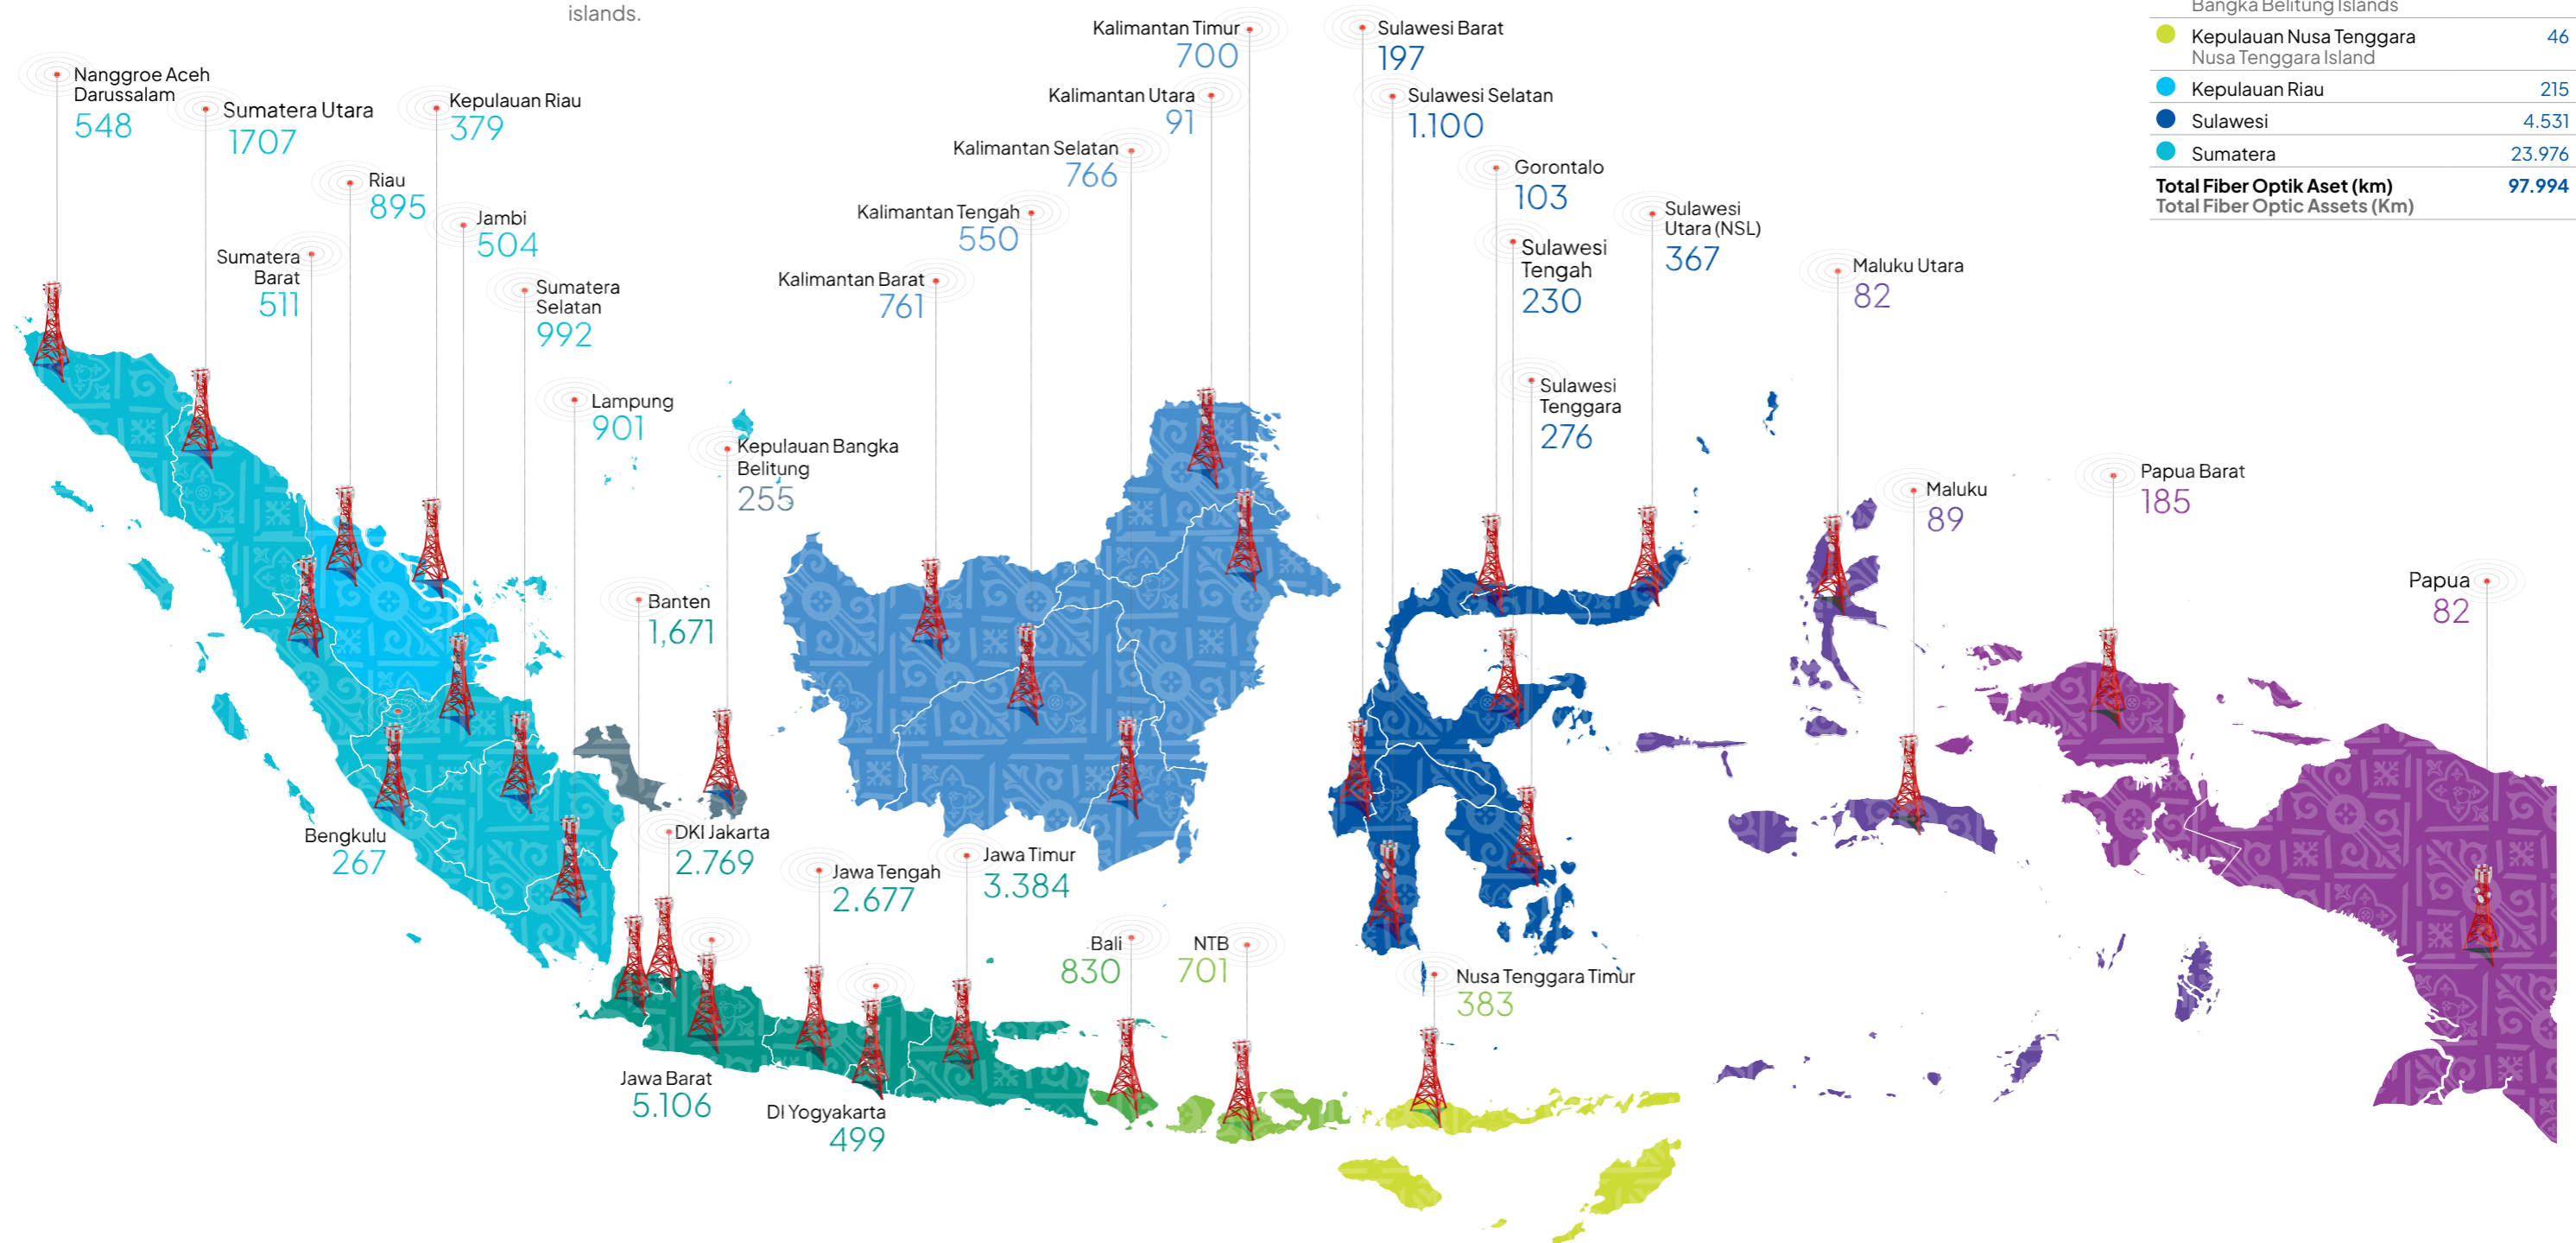 islands.
Nanggroe Aceh
Darussalam
548
Sumatera Utara
1707
Kepulauan Riau
379
Riau
895
Jambi
504
Sumatera
Barat
511
Sumatera
Selatan
992
Lampung
901
Kepulauan Bangka
Belitung
255
Bengkulu
267
Banten
1,671
DKI Jakarta
2.769
Jawa Barat
5.106
Jawa Tengah
2.677
DI Yogyakarta
499
Jawa Timur
3.384
Kalimantan Timur
700
Kalimantan Utara
91
Kalimantan Selatan
766
Kalimantan Tengah
550
Kalimantan Barat
761
Sulawesi Barat
197
Sulawesi Selatan
1.100
Gorontalo
103
Sulawesi
Tengah
230
Sulawesi
Utara (NSL)
367
Sulawesi
Tenggara
276
Bali
830
NTB
701
Nusa Tenggara Timur
383
Maluku Utara
82
Maluku
89
Papua Barat
185
Papua
82
Bangka Belitung Islands
Kepulauan Nusa Tenggara 46
Nusa Tenggara Island
Kepulauan Riau 215
Sulawesi 4.531
Sumatera 23.976
Total Fiber Optik Aset (km) 97.994
Total Fiber Optic Assets (Km)